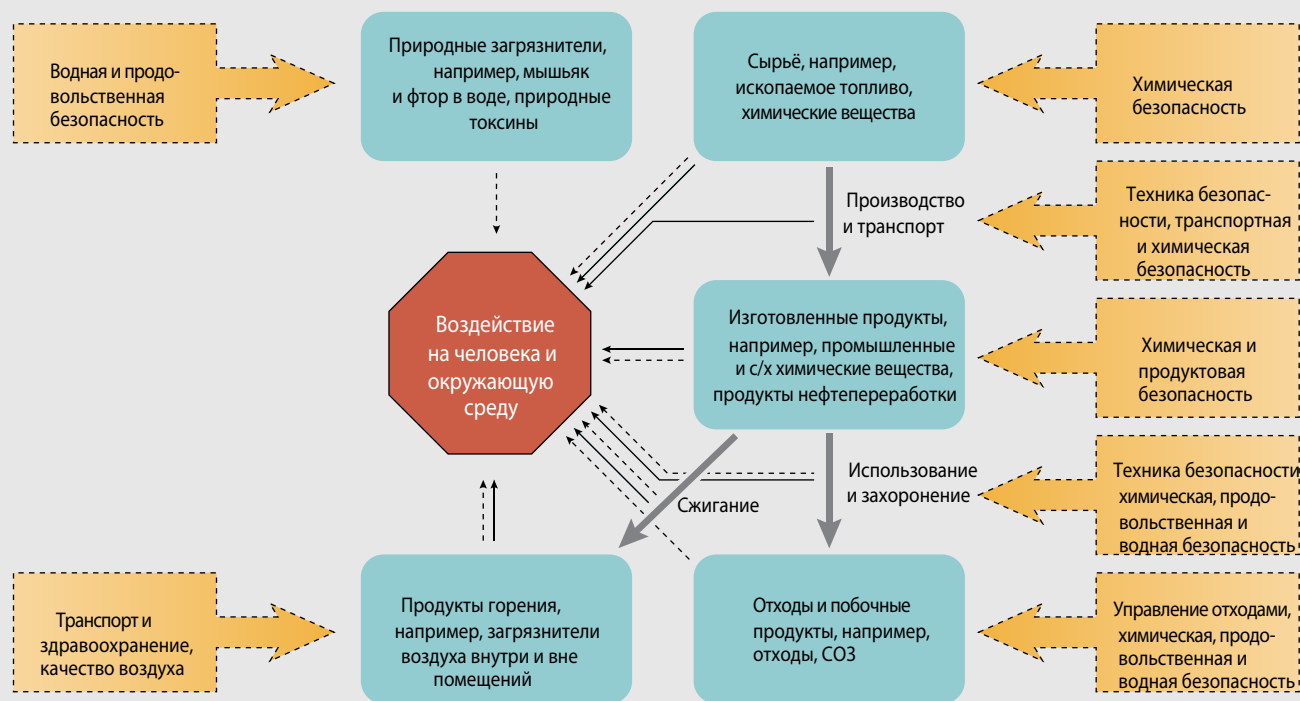 Водная и продо-
вольственная
безопасность
Природные загрязнители,
например, мышьяк
и фтор в воде, природные
токсины
Сырьё, например,
ископаемое топливо,
химические вещества
Химическая
безопасность
Производство
и транспорт
Техника безопас-
ности, транспортная
и химическая
безопасность
Воздействие
на человека и
окружающую
среду
Изготовленные продукты,
например, промышленные
и с/х химические вещества,
продукты нефтепереработки
Химическая и
продуктовая
безопасность
Сжигание
Использование
и захоронение
Техника безопасности
химическая, продо-
вольственная и
водная безопасность
Транспорт и
здравоохранение,
качество воздуха
Продукты горения,
например, загрязнители
воздуха внутри и вне
помещений
Отходы и побочные
продукты, например,
отходы, СО3
Управление отходами,
химическая, продо-
вольственная и
водная безопасность